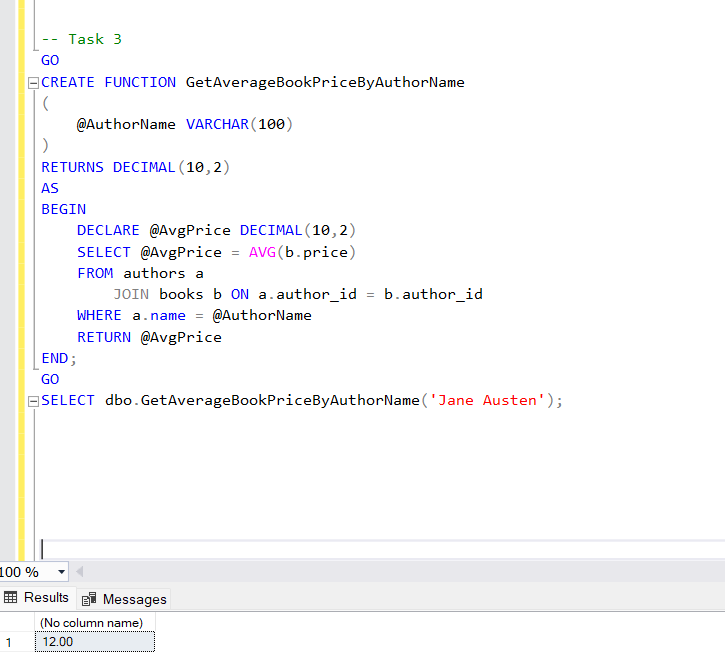 -- Task 3
GO
CREATE FUNCTION GetAverageBookPriceByAuthorName
(
@AuthorName VARCHAR(100)
)
RETURNS DECIMAL(10,2)
AS
BEGIN
DECLARE @AvgPrice DECIMAL(10,2)
SELECT @AvgPrice = AVG(b.price)
FROM authors a
JOIN books b ON a.author_id = b.author_id
WHERE a.name = @AuthorName
RETURN @AvgPrice
END;
GO
SELECT dbo.GetAverageBookPriceByAuthorName('Jane Austen');
100 %
Results Messages
(No column name)
1 12.00